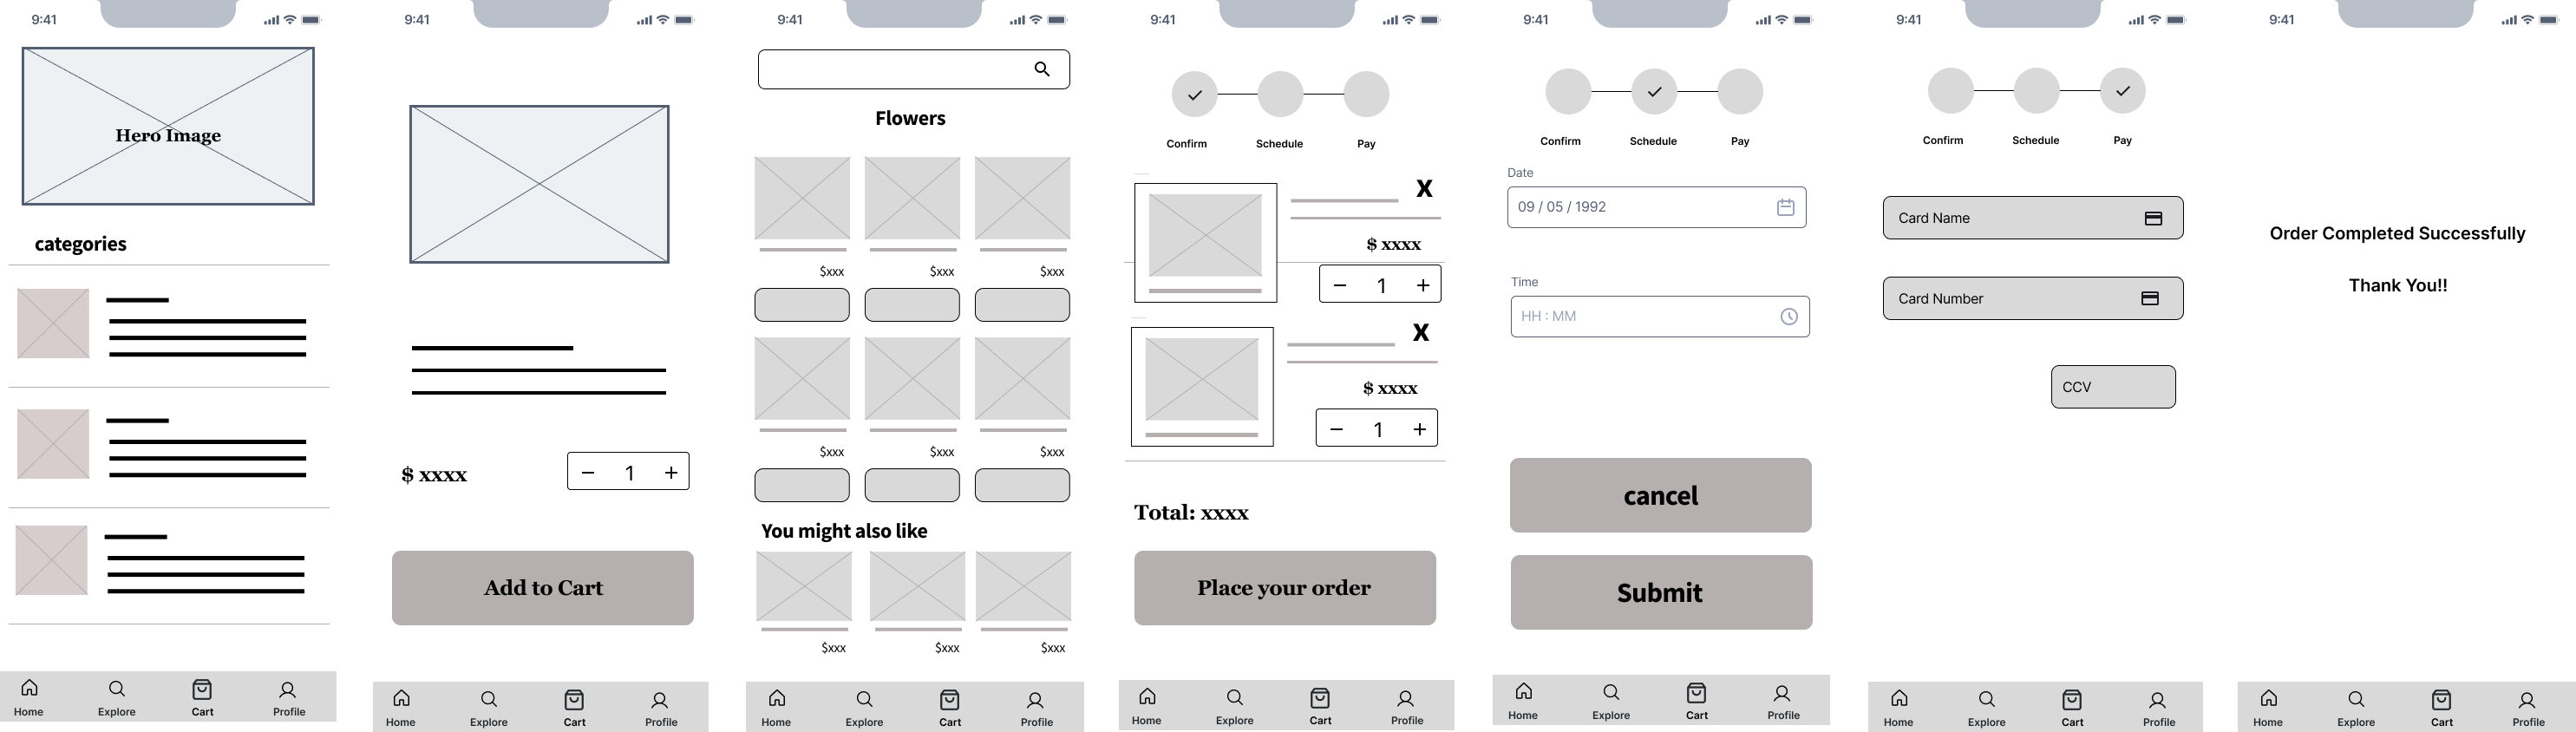 9:41
Hero Image
categories
Home Explore Cart Profile
9:41
$ xxxx
− 1 +
Add to Cart
Home Explore Cart Profile
9:41
Flowers
$xxx $xxx $xxx
$xxx $xxx $xxx
You might also like
$xxx $xxx $xxx
Home Explore Cart Profile
9:41
Confirm Schedule Pay
X
$ xxxx
− 1 +
X
$ xxxx
− 1 +
Total: xxxx
Place your order
Home Explore Cart Profile
9:41
Confirm Schedule Pay
Date
09 / 05 / 1992
Time
HH : MM
cancel
Submit
Home Explore Cart Profile
9:41
Confirm Schedule Pay
Card Name
Card Number
CCV
Home Explore Cart Profile
9:41
Order Completed Successfully
Thank You!!
Home Explore Cart Profile